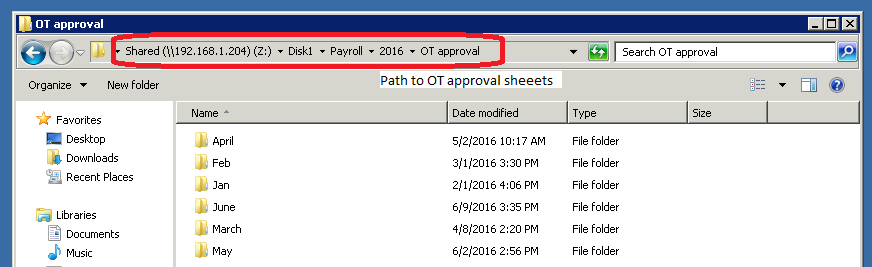 OT approval
Shared (\\192.168.1.204) (Z:) Disk1 Payroll 2016 OT approval
Search OT approval
Path to OT approval sheeets
Organize New folder
Favorites
Desktop
Downloads
Recent Places
Libraries
Documents
Music
Name Date modified Type Size
April 5/2/2016 10:17 AM File folder
Feb 3/1/2016 3:30 PM File folder
Jan 2/1/2016 4:06 PM File folder
June 6/9/2016 3:35 PM File folder
March 4/8/2016 2:20 PM File folder
May 6/2/2016 2:56 PM File folder